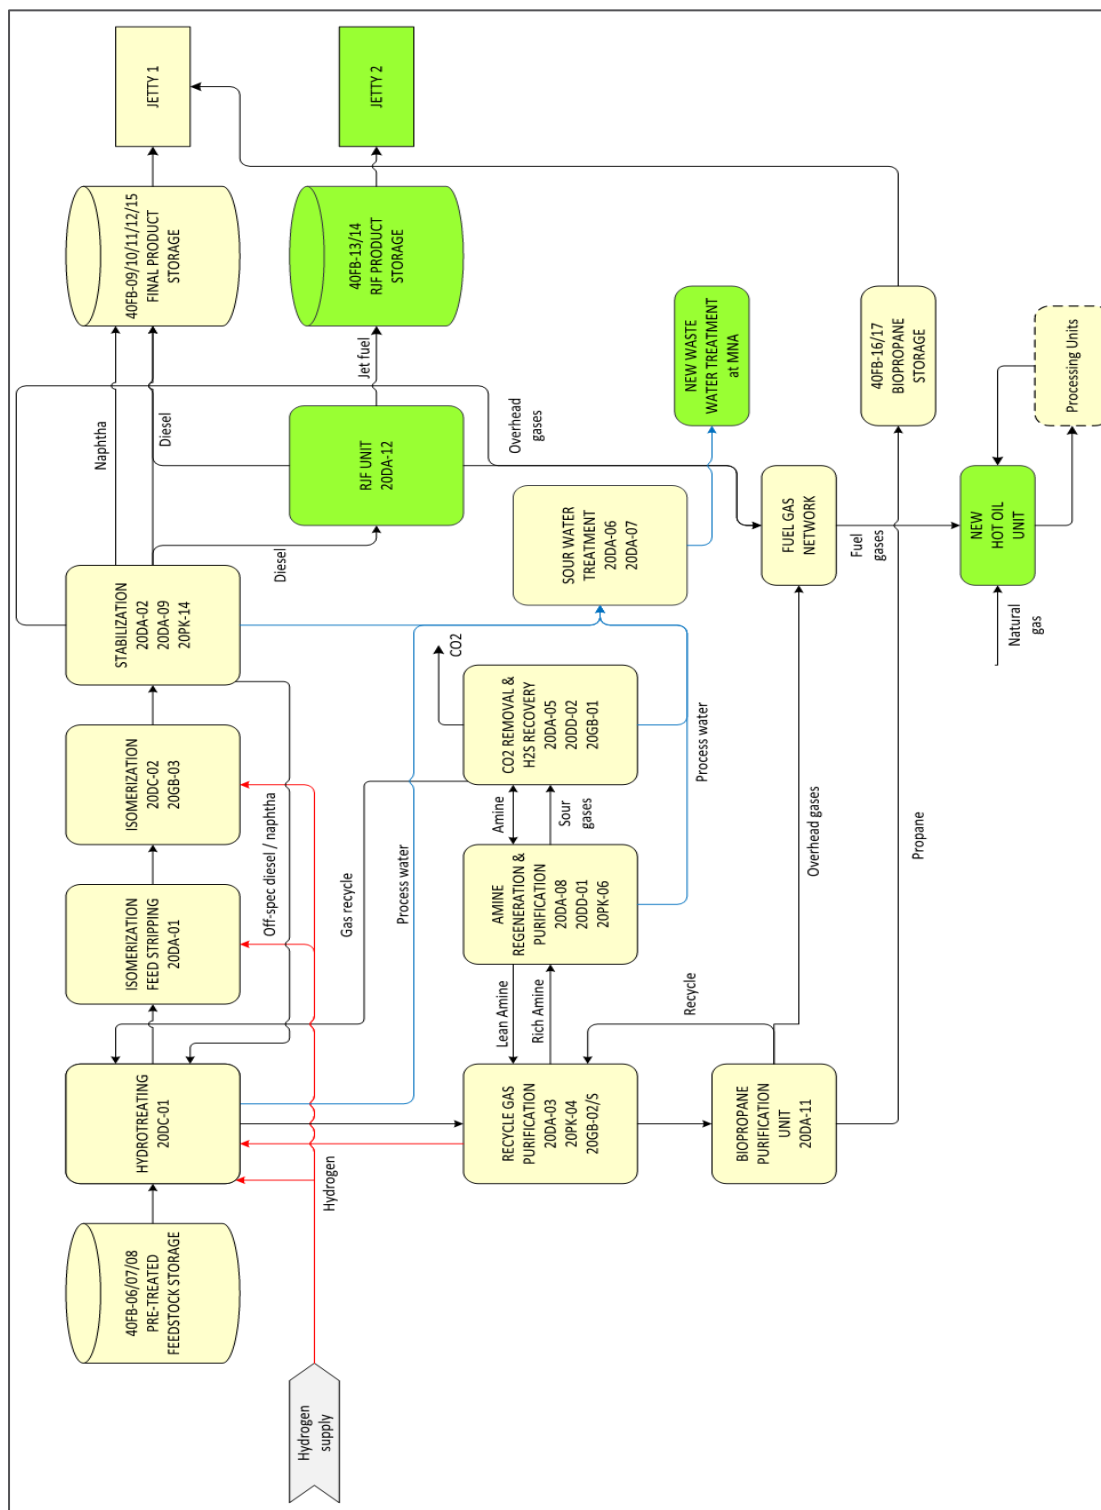 40FB-06/07/08
PRE-TREATED
FEEDSTOCK STORAGE
HYDROTREATING
20DC-01
ISOMERIZATION
FEED STRIPPING
20DA-01
ISOMERIZATION
20DC-02
20GB-03
STABILIZATION
20DA-02
20DA-09
20PK-14
Naphtha
Diesel
40FB-09/10/11/12/15
FINAL PRODUCT
STORAGE
JETTY 1
Off-spec diesel / naphtha
Diesel
RJF UNIT
20DA-12
Jet fuel
40FB-13/14
RJF PRODUCT
STORAGE
JETTY 2
Hydrogen
supply
Hydrogen
Gas recycle
Process water
CO2
Overhead
gases
RECYCLE GAS
PURIFICATION
20DA-03
20PK-04
20GB-02/S
Lean Amine
Rich Amine
AMINE
REGENERATION &
PURIFICATION
20DA-08
20DD-01
20PK-06
Amine
Sour
gases
CO2 REMOVAL &
H2S RECOVERY
20DA-05
20DD-02
20GB-01
SOUR WATER
TREATMENT
20DA-06
20DA-07
NEW WASTE
WATER TREATMENT
at MNA
Recycle
Process water
BIOPROPANE
PURIFICATION
UNIT
20DA-11
Overhead gases
FUEL GAS
NETWORK
Fuel
gases
Propane
40FB-16/17
BIOPROPANE
STORAGE
Natural
gas
NEW
HOT OIL
UNIT
Processing Units